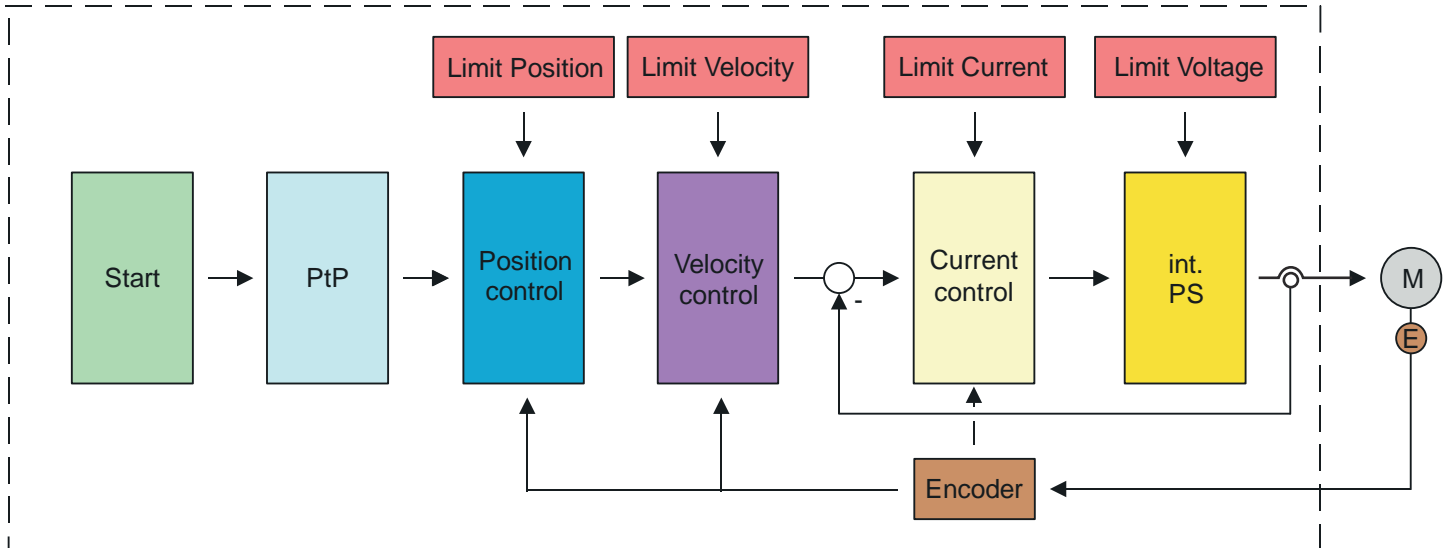 Limit Position
Limit Velocity
Limit Current
Limit Voltage
Start
PtP
Position
control
Velocity
control
-
Current
control
int.
PS
M
E
Encoder